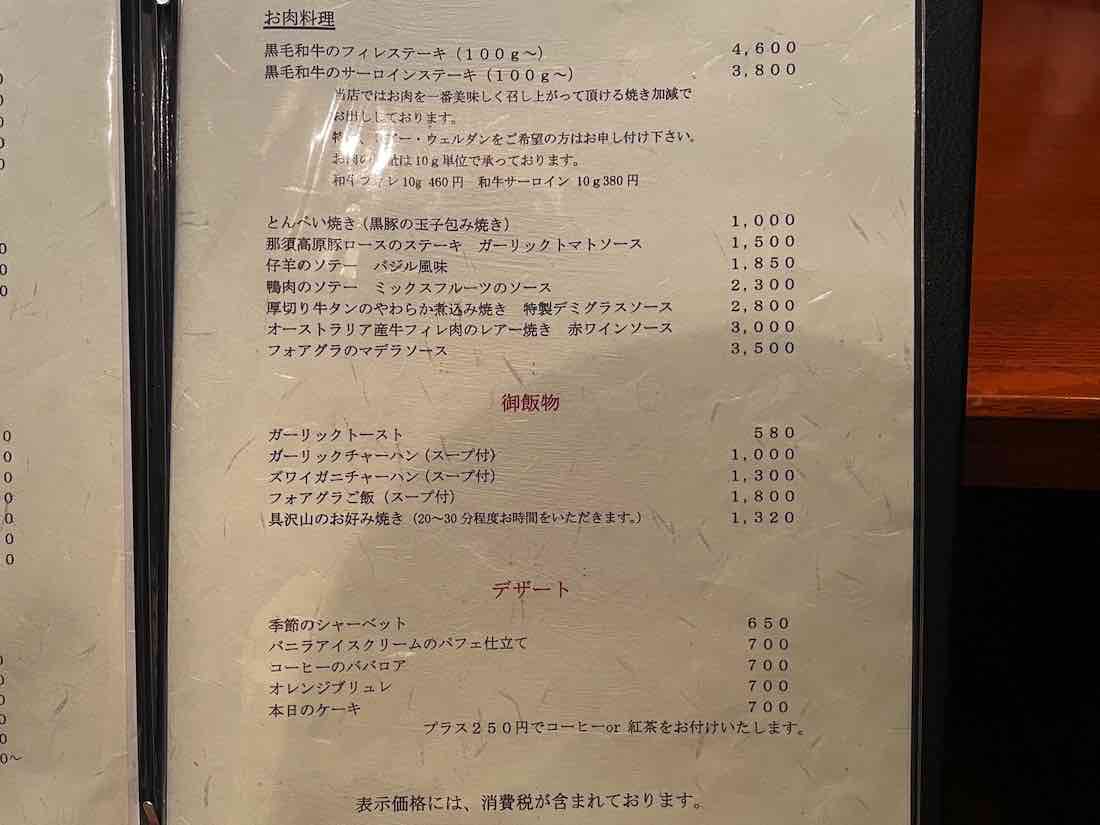 お肉料理
黒毛和牛のフィレステーキ(100g〜) 4,600
黒毛和牛のサーロインステーキ(100g〜) 3,800
当店ではお肉を一番美味しく召し上がって頂ける焼き加減で
お出ししております。
・ウェルダンをご希望の方はお申し付け下さい。
お肉の は10g単位で承っております。
和牛フィレ10g 460円 和牛サーロイン 10g380円
とんぺい焼き(黒豚の玉子包み焼き) 1,000
那須高原豚ロースのステーキ ガーリックトマトソース 1,500
仔羊のソテー バジル風味 1,850
鴨肉のソテー ミックスフルーツのソース 2,300
厚切り牛タンのやわらか煮込み焼き 特製デミグラスソース 2,800
オーストラリア産牛フィレ肉のレアー焼き 赤ワインソース 3,000
フォアグラのマデラソース 3,500
御飯物
ガーリックトースト 580
ガーリックチャーハン(スープ付) 1,000
ズワイガニチャーハン(スープ付) 1,300
フォアグラご飯(スープ付) 1,800
具沢山のお好み焼き(20〜30分程度お時間をいただきます。) 1,320
デザート
季節のシャーベット 650
バニラアイスクリームのパフェ仕立て 700
コーヒーのババロア 700
オレンジブリュレ 700
本日のケーキ 700
プラス250円でコーヒーor 紅茶をお付けいたします。
表示価格には、消費税が含まれております。